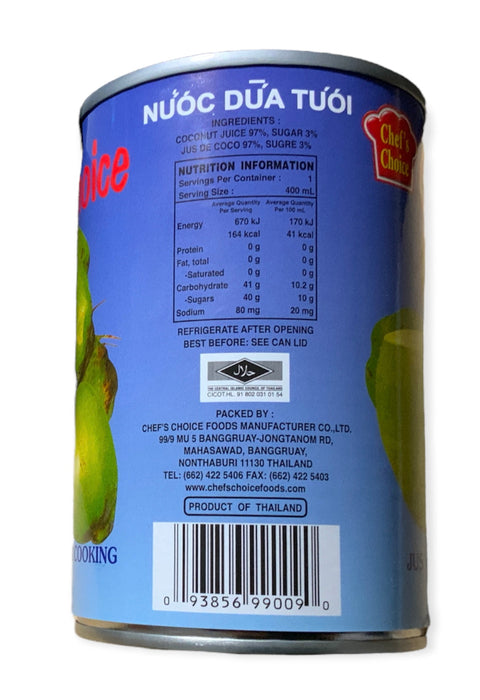 NƯỚC DỪA TƯƠI
INGREDIENTS :
COCONUT JUICE 97%, SUGAR 3%
JUS DE COCO 97%, SUGRE 3%
Chef's
Choice
oice
NUTRITION INFORMATION
Servings Per Container : 1
Serving Size : 400 mL
Average Quantity Per Serving Average Quantity Per 100 mL
Energy 670 kJ 170 kJ
164 kcal 41 kcal
Protein 0 g 0 g
Fat, total 0 g 0 g
-Saturated 0 g 0 g
Carbohydrate 41 g 10.2 g
-Sugars 40 g 10 g
Sodium 80 mg 20 mg
REFRIGERATE AFTER OPENING
BEST BEFORE: SEE CAN LID
حلال
THE CENTRAL ISLAMIC COUNCIL OF THAILAND
CICOT.HL. 91 802 031 01 54
PACKED BY :
CHEF'S CHOICE FOODS MANUFACTURER CO.,LTD.
99/9 MU 5 BANGGRUAY-JONGTANOM RD,
MAHASAWAD, BANGGRUAY,
NONTHABURI 11130 THAILAND
TEL: (662) 422 5406 FAX: (662) 422 5403
www.chefschoicefoods.com
PRODUCT OF THAILAND
COOKING
JUS
0 93856 99009 0